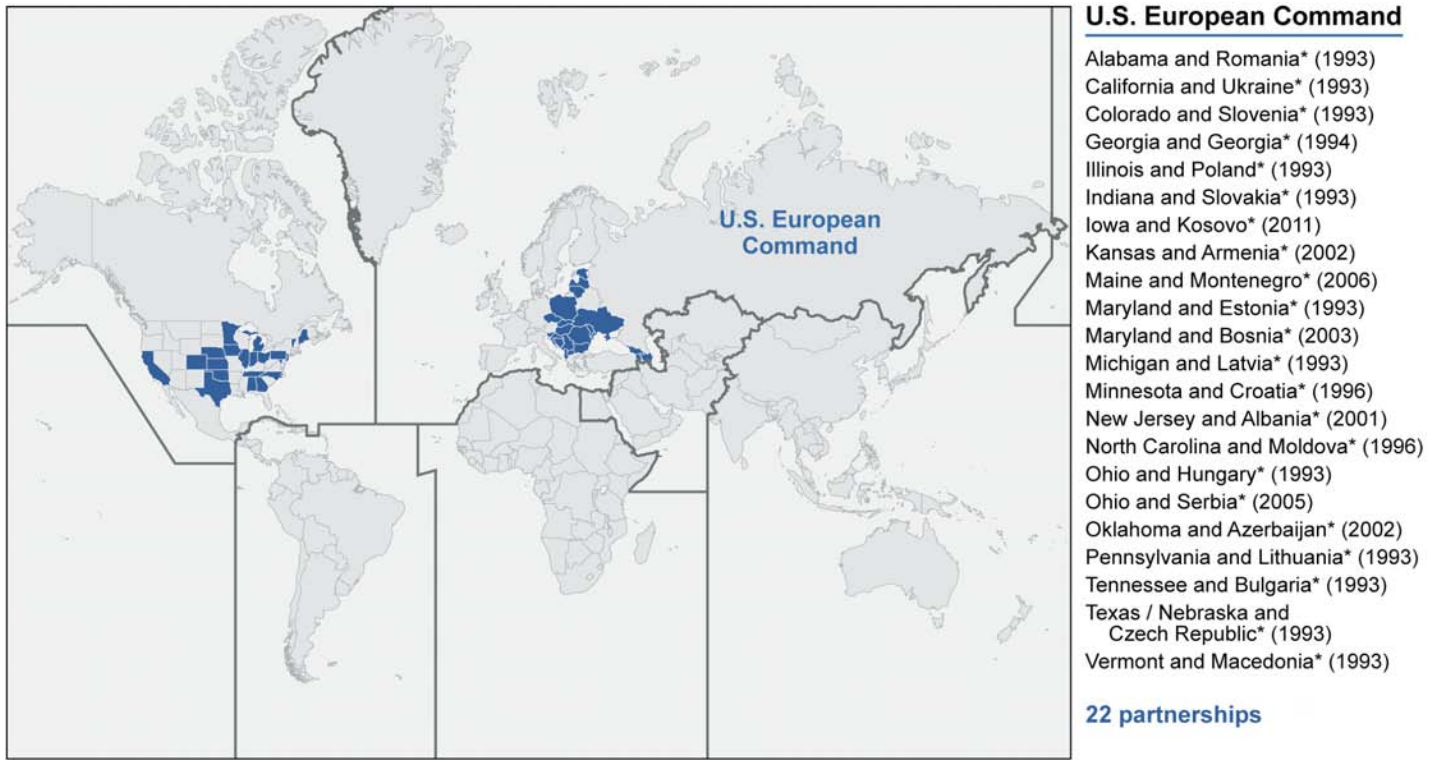 U.S. European Command
Alabama and Romania* (1993)
California and Ukraine* (1993)
Colorado and Slovenia* (1993)
Georgia and Georgia* (1994)
Illinois and Poland* (1993)
Indiana and Slovakia* (1993)
Iowa and Kosovo* (2011)
Kansas and Armenia* (2002)
Maine and Montenegro* (2006)
Maryland and Estonia* (1993)
Maryland and Bosnia* (2003)
Michigan and Latvia* (1993)
Minnesota and Croatia* (1996)
New Jersey and Albania* (2001)
North Carolina and Moldova* (1996)
Ohio and Hungary* (1993)
Ohio and Serbia* (2005)
Oklahoma and Azerbaijan* (2002)
Pennsylvania and Lithuania* (1993)
Tennessee and Bulgaria* (1993)
Texas / Nebraska and
Czech Republic* (1993)
Vermont and Macedonia* (1993)
22 partnerships
U.S. European
Command